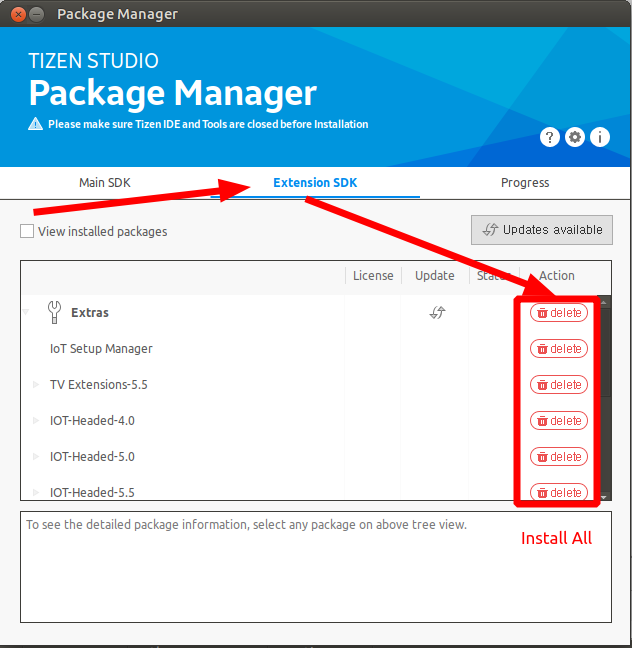 Package Manager
TIZEN STUDIO
Package Manager
Please make sure Tizen IDE and Tools are closed before Installation
? i
Main SDK Extension SDK Progress
View installed packages Updates available
License Update Status Action
Extras delete
IoT Setup Manager delete
TV Extensions-5.5 delete
IOT-Headed-4.0 delete
IOT-Headed-5.0 delete
IOT-Headed-5.5 delete
To see the detailed package information, select any package on above tree view.
Install All